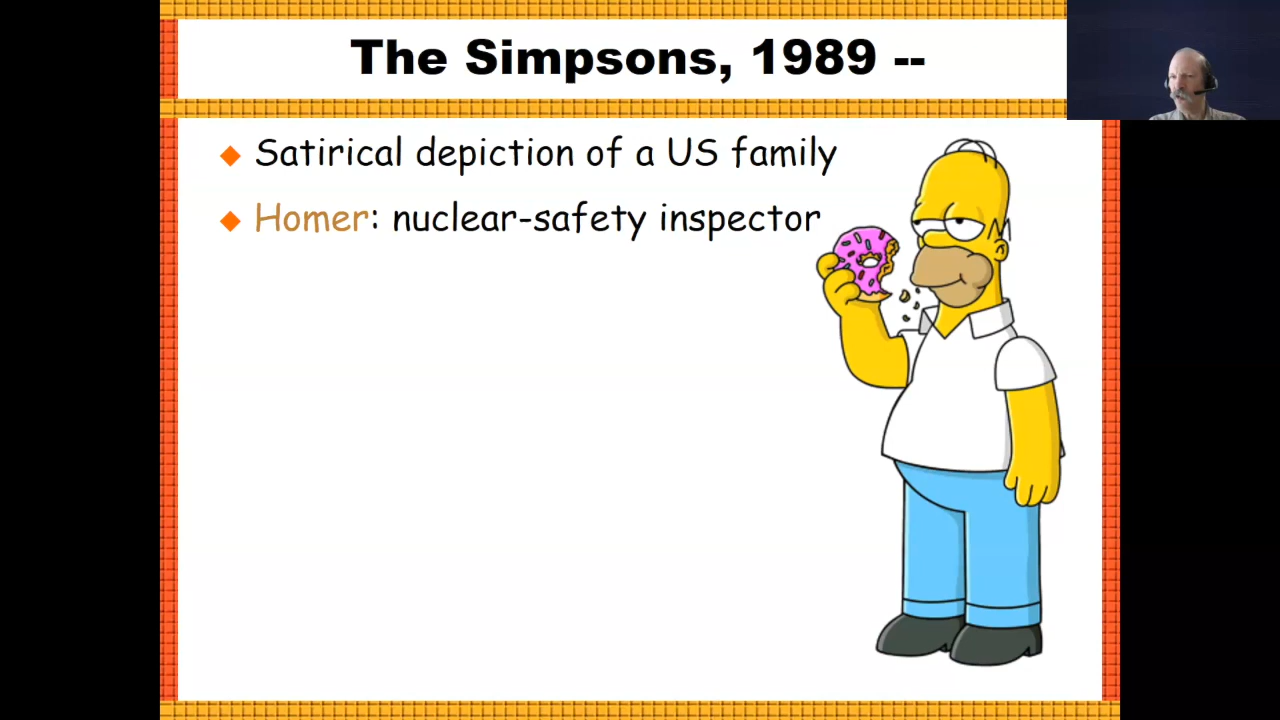 The Simpsons, 1989 --
Satirical depiction of a US family
Homer: nuclear-safety inspector